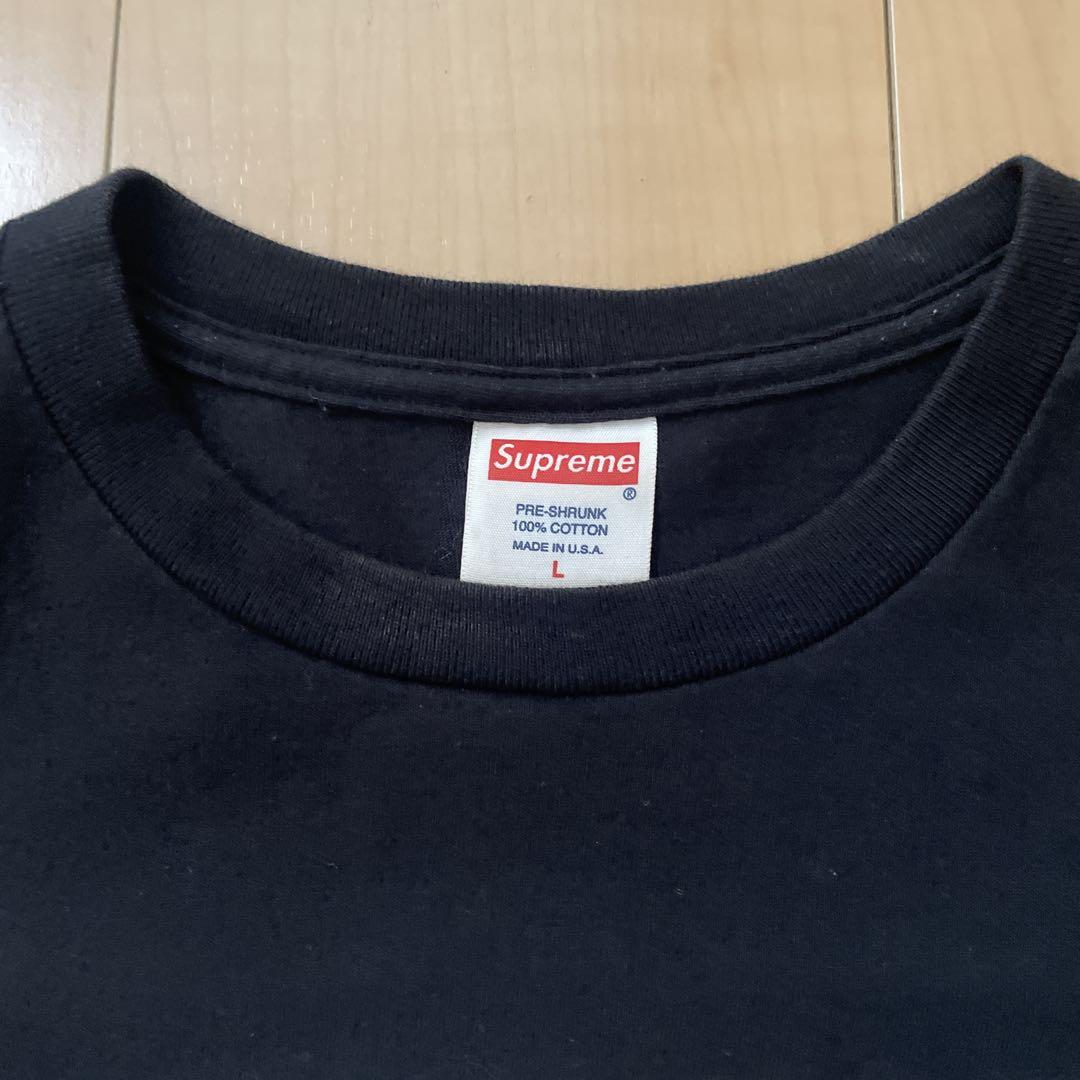 Supreme
®
PRE-SHRUNK
100% COTTON
MADE IN U.S.A.
L